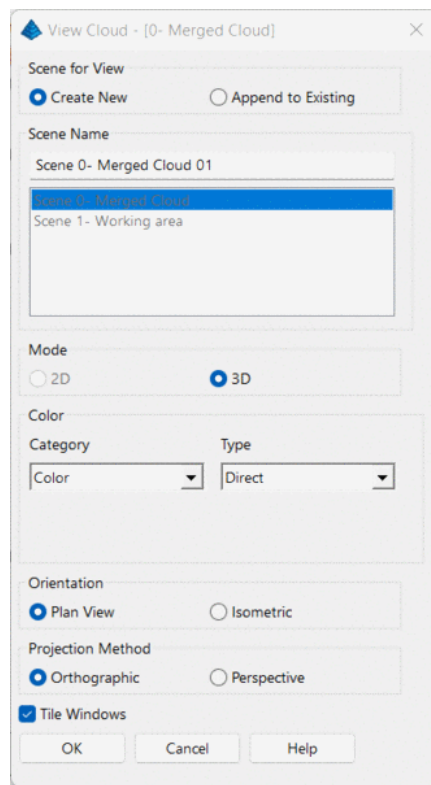 View Cloud - [0- Merged Cloud]
Scene for View
Create New Append to Existing
Scene Name
Scene 0- Merged Cloud 01
Scene 0- Merged Cloud
Scene 1- Working area
Mode
2D 3D
Color
Category Type
Color Direct
Orientation
Plan View Isometric
Projection Method
Orthographic Perspective
Tile Windows
OK Cancel Help